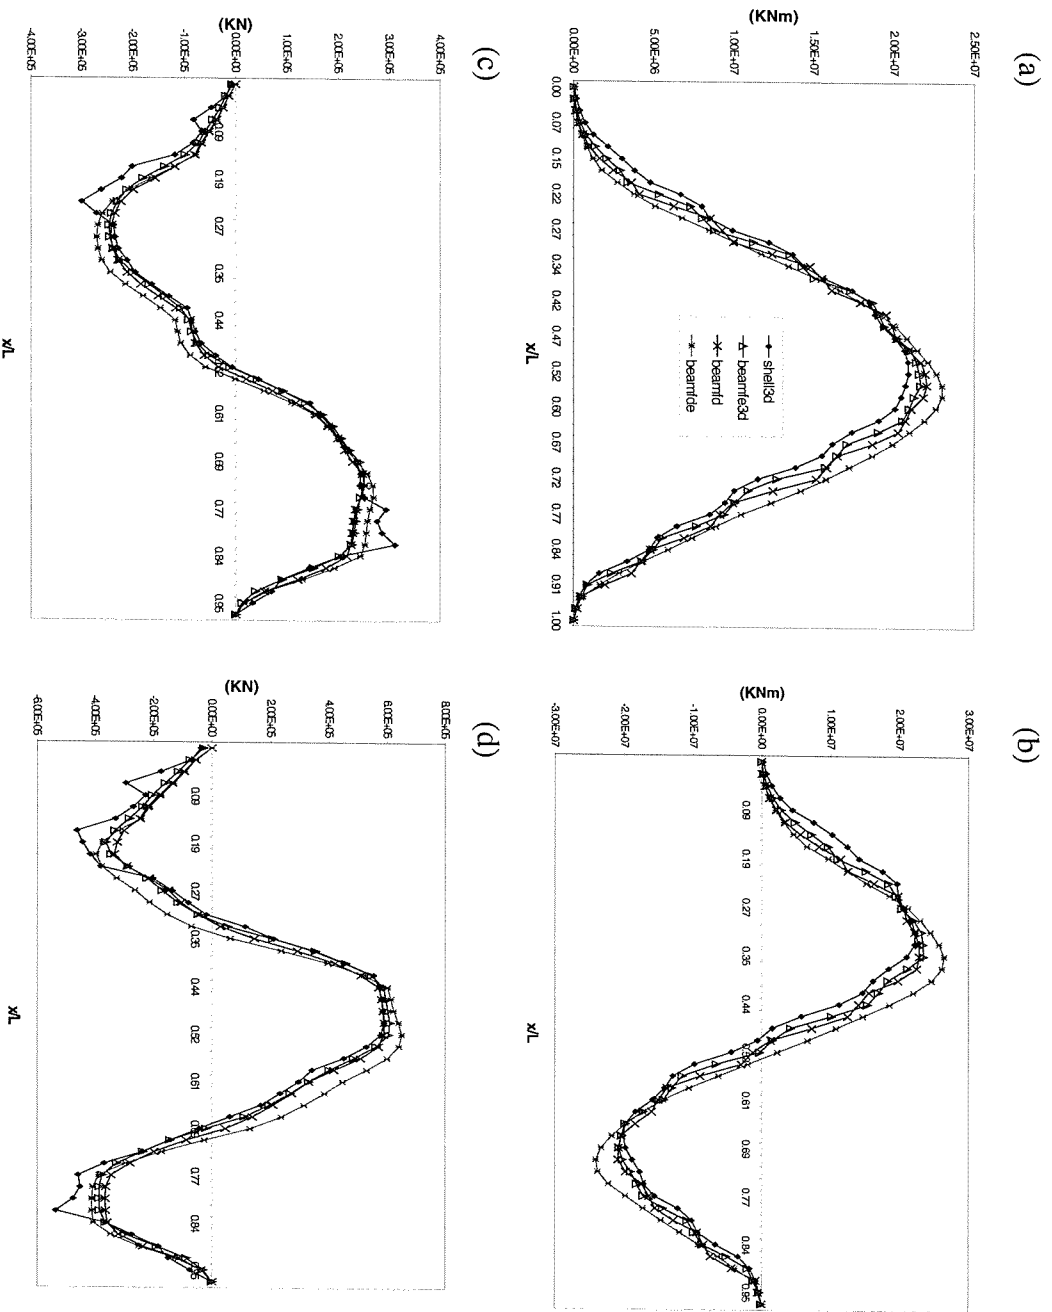 (a)
(KNm)
2.50E+07
2.00E+07
1.50E+07
1.00E+07
5.00E+06
0.00E+00
0.00
0.07
0.15
0.22
0.27
0.34
0.42
0.47
0.52
0.60
0.67
0.72
0.77
0.84
0.91
1.00
x/L
shell3d
beamfe3d
beamfd
beamfde
(b)
(KNm)
3.00E+07
2.00E+07
1.00E+07
0.00E+00
-1.00E+07
-2.00E+07
-3.00E+07
0.09
0.19
0.27
0.35
0.44
0.61
0.69
0.77
0.84
0.95
x/L
(c)
(KN)
4.00E+05
3.00E+05
2.00E+05
1.00E+05
0.00E+00
-1.00E+05
-2.00E+05
-3.00E+05
-4.00E+05
0.09
0.19
0.27
0.35
0.44
0.61
0.69
0.77
0.84
0.95
x/L
(d)
(KN)
8.00E+05
6.00E+05
4.00E+05
2.00E+05
0.00E+00
-2.00E+05
-4.00E+05
-6.00E+05
0.09
0.19
0.27
0.35
0.44
0.52
0.61
0.77
0.84
x/L